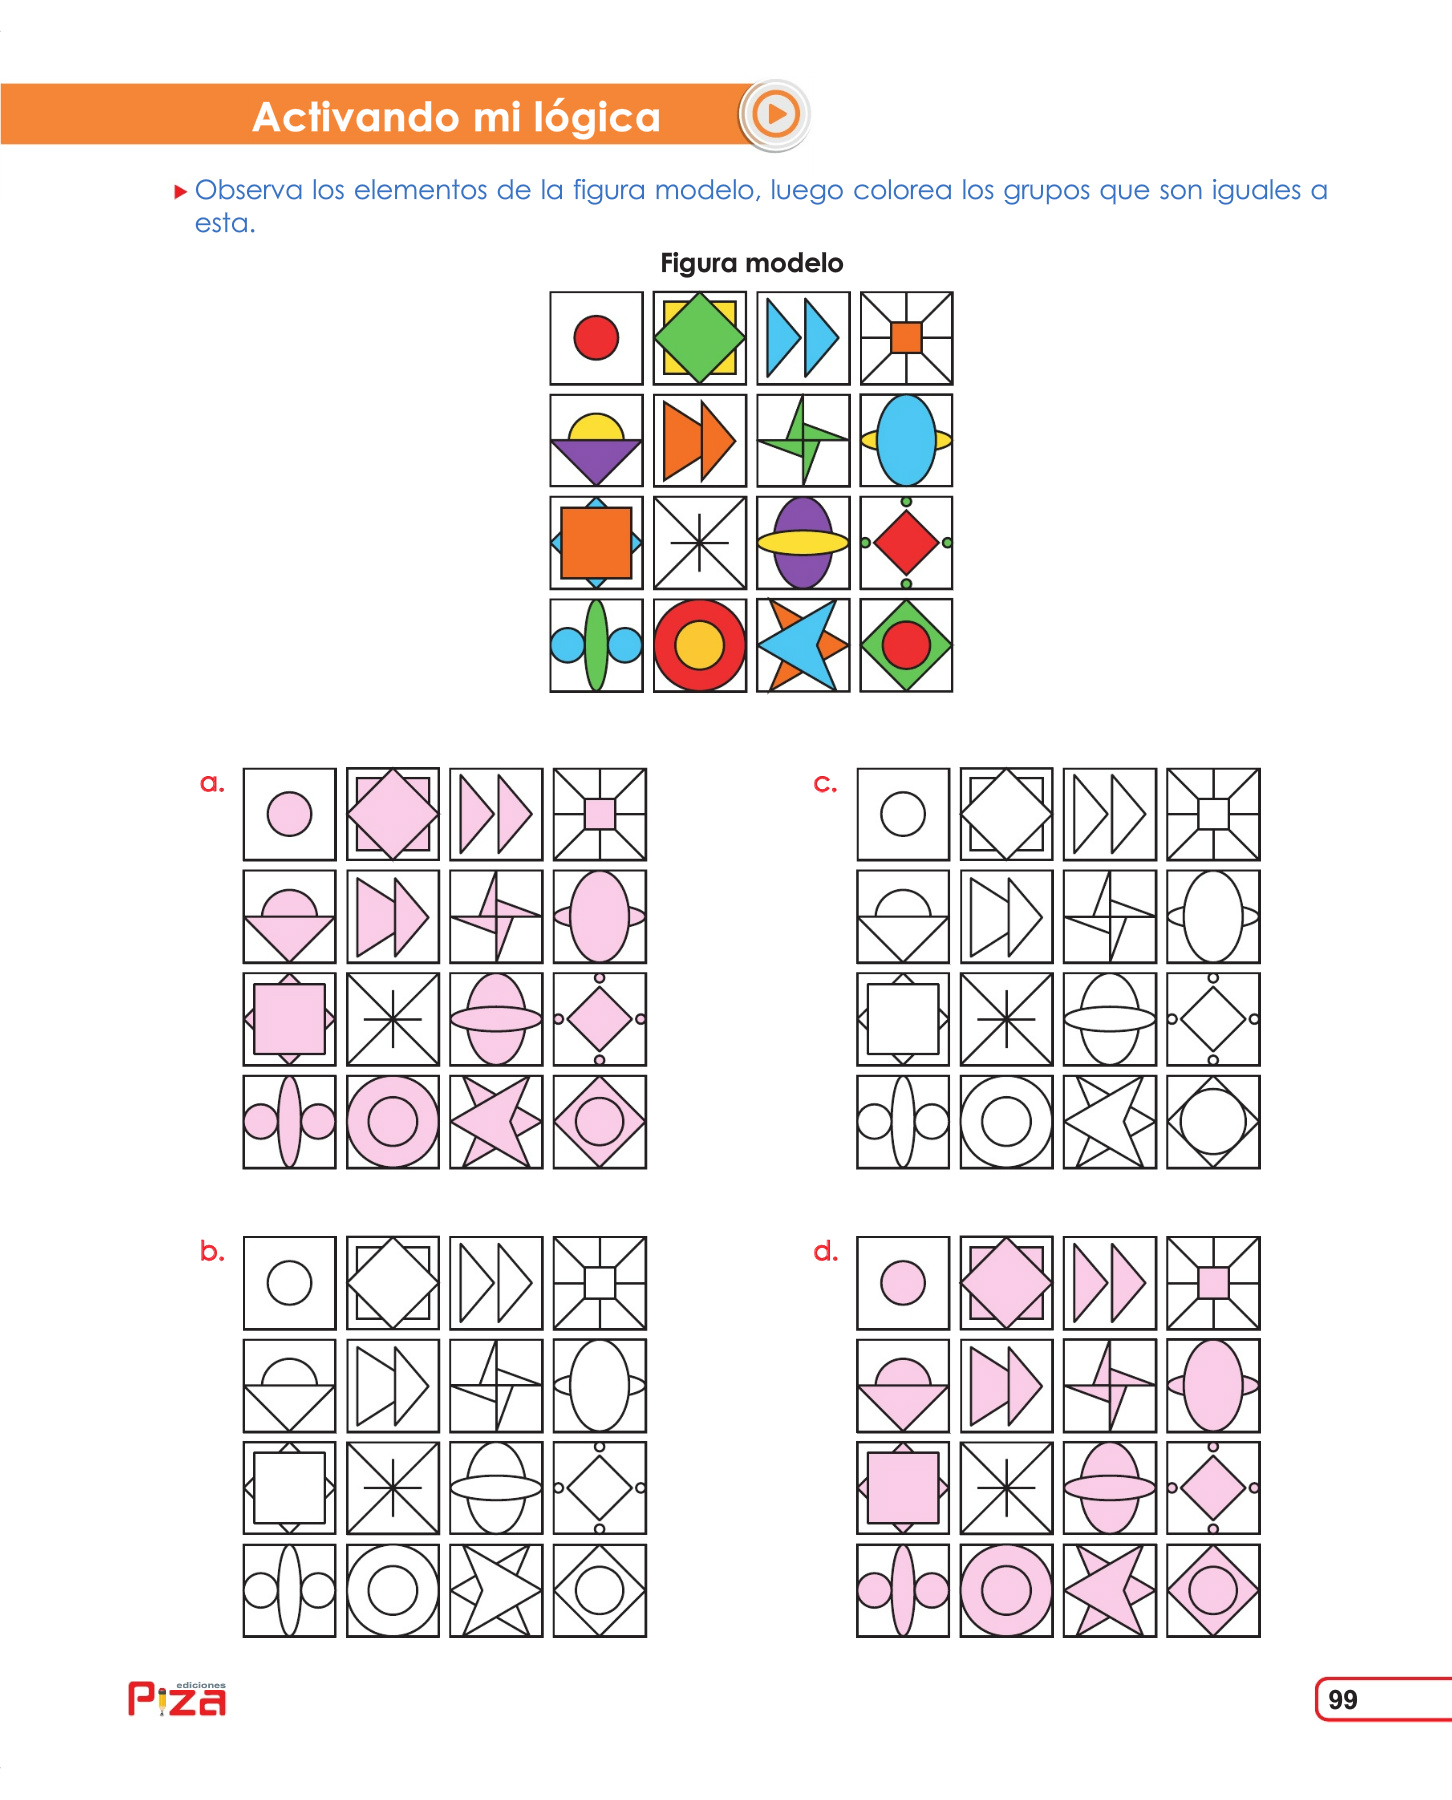 Activando mi lógica
Observa los elementos de la figura modelo, luego colorea los grupos que son iguales a
esta.
Figura modelo
a.
c.
b.
d.
ediciones
Piza
99